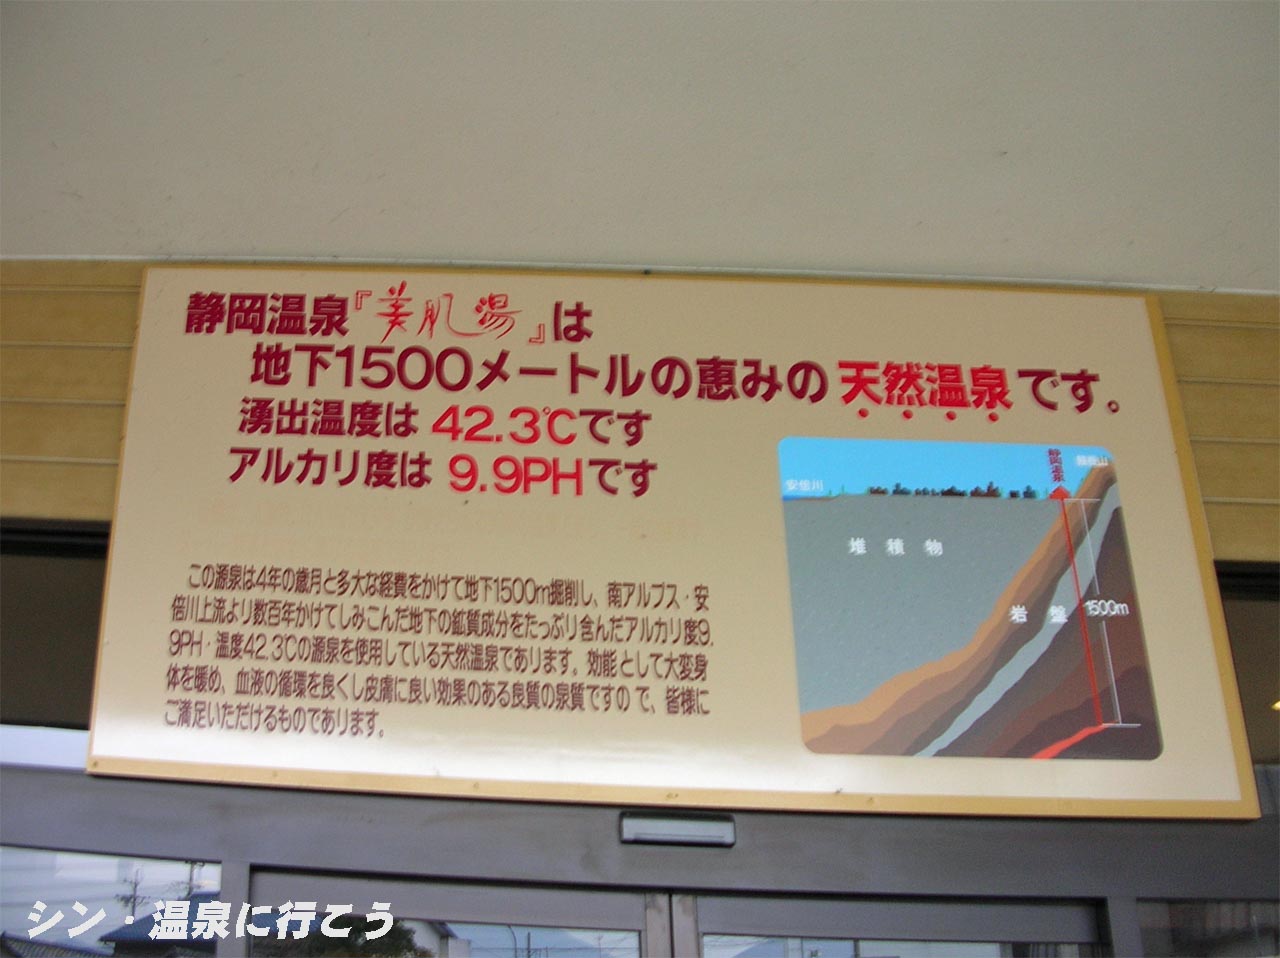 静岡温泉『美肌湯』は
地下1500メートルの恵みの天然温泉です。
湧出温度は 42.3℃です
アルカリ度は 9.9PHです
静岡温泉
安倍川
堆積物
岩盤
1500m
この源泉は4年の歳月と多大な経費をかけて地下1500m掘削し、南アルプス・安
倍川上流より数百年かけてしみこんだ地下の鉱質成分をたっぷり含んだアルカリ度9.
9PH・温度42.3℃の源泉を使用している天然温泉であります。効能として大変身
体を暖め、血液の循環を良くし皮膚に良い効果のある良質の泉質ですので、皆様に
ご満足いただけるものであります。
シン・温泉に行こう